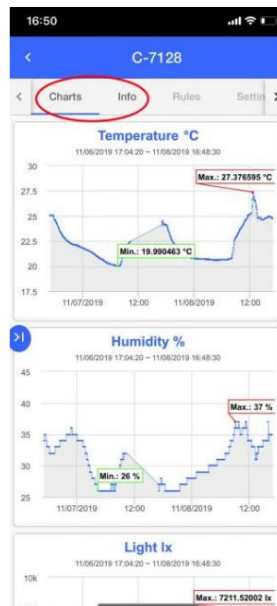 16:50
C-7128
Charts Info Rules Settin
Temperature °C
11/06/2019 17:04:20 ~ 11/08/2019 16:48:30
30
Max.: 27.376595 °C
27.5
25
22.5
Min.: 19.990463 °C
20
17.5
11/07/2019 12:00 11/08/2019 12:00
Humidity %
11/06/2019 17:04:20 ~ 11/08/2019 16:48:30
45
40
Max.: 37 %
35
30
Min.: 26 %
25
11/07/2019 12:00 11/08/2019 12:00
Light lx
11/06/2019 17:04:20 ~ 11/08/2019 16:48:30
10k
Max.: 7211.52002 lx